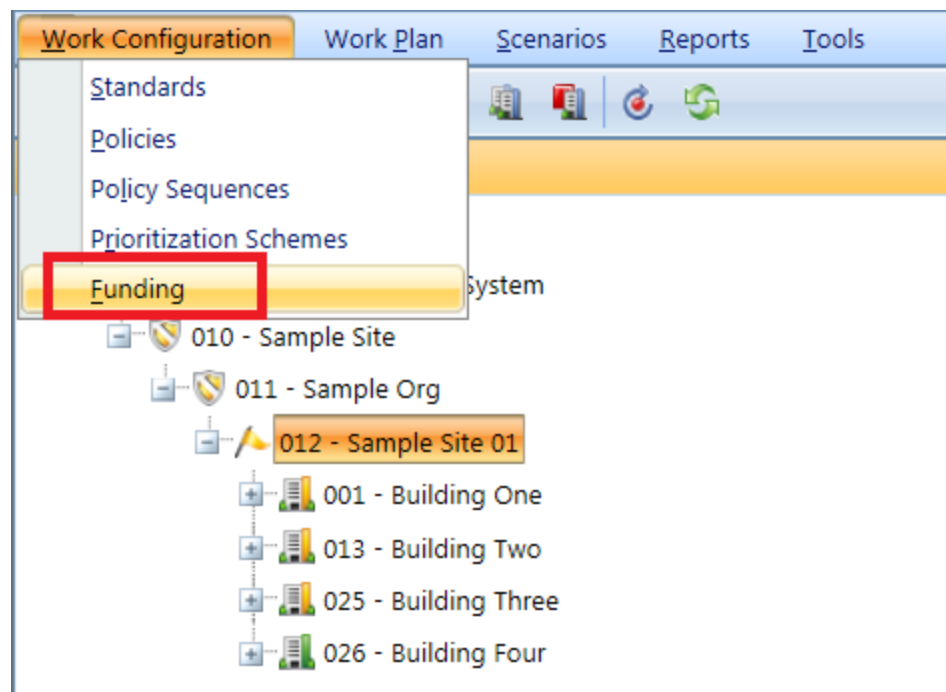 Work Configuration Work Plan Scenarios Reports Tools
Standards
Policies
Policy Sequences
Prioritization Schemes
Funding
System
010 - Sample Site
011 - Sample Org
012 - Sample Site 01
001 - Building One
013 - Building Two
025 - Building Three
026 - Building Four